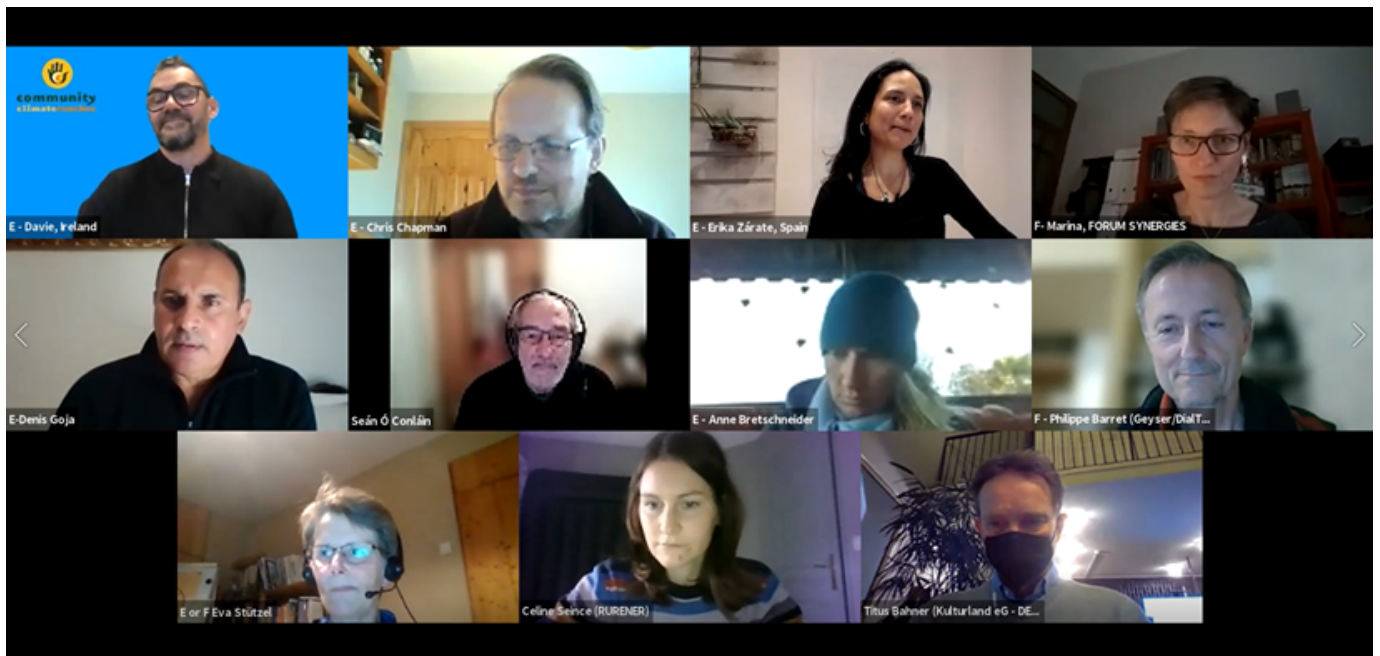 community
climatecoaches
E - Davie, Ireland
E - Chris Chapman
E - Erika Zárate, Spain
F- Marina, FORUM SYNERGIES
E-Denis Goja
Seán Ó Conláin
E - Anne Bretschneider
F - Philippe Barret (Geyser/DialT...
E or F Eva Stützel
Celine Seince (RURENER)
Titus Bahner (Kulturland eG - DE...